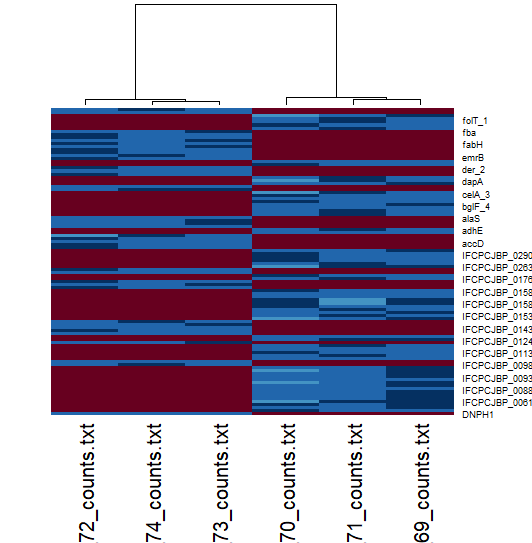 folT_1
fba
fabH
emrB
der_2
dapA
celA_3
bglF_4
alaS
adhE
accD
IFCPCJBP_0290
IFCPCJBP_0263
IFCPCJBP_0176
IFCPCJBP_0158
IFCPCJBP_0158
IFCPCJBP_0153
IFCPCJBP_0143
IFCPCJBP_0124
IFCPCJBP_0113
IFCPCJBP_0098
IFCPCJBP_0093
IFCPCJBP_0088
IFCPCJBP_0061
DNPH1
72_counts.txt
74_counts.txt
73_counts.txt
70_counts.txt
71_counts.txt
69_counts.txt